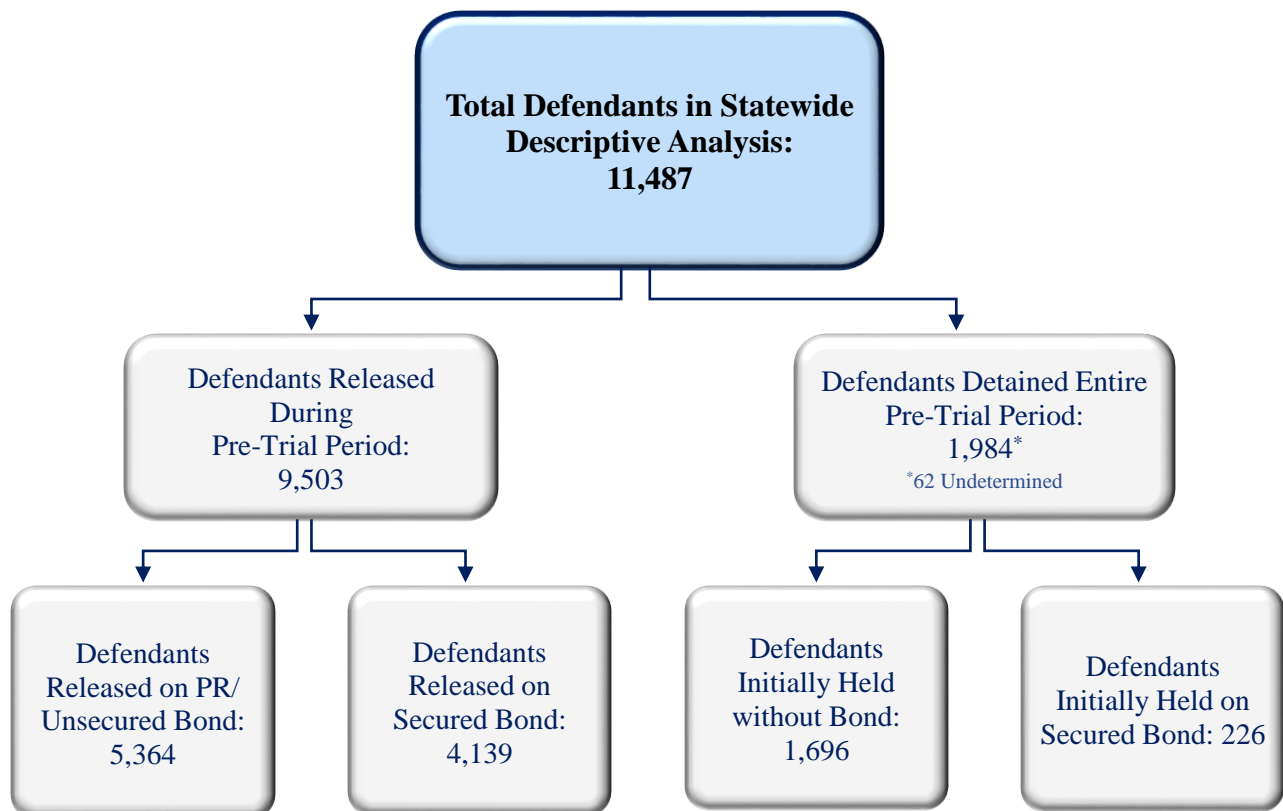 Total Defendants in Statewide
Descriptive Analysis:
11,487
Defendants Released
During
Pre-Trial Period:
9,503
Defendants Detained Entire
Pre-Trial Period:
1,984*
*62 Undetermined
Defendants
Released on PR/
Unsecured Bond:
5,364
Defendants
Released on
Secured Bond:
4,139
Defendants
Initially Held
without Bond:
1,696
Defendants
Initially Held on
Secured Bond: 226